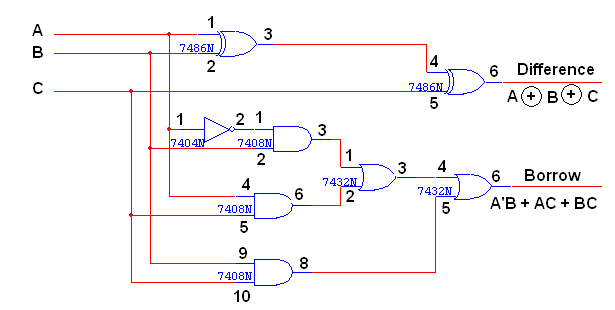 A
1
3
B
7486N
2
4
6
Difference
C
7486N
5
A + B + C
1
2
1
3
7404N
7408N
2
1
3
4
6
Borrow
4
6
7432N
2
7432N
5
A'B + AC + BC
7408N
5
9
8
7408N
10